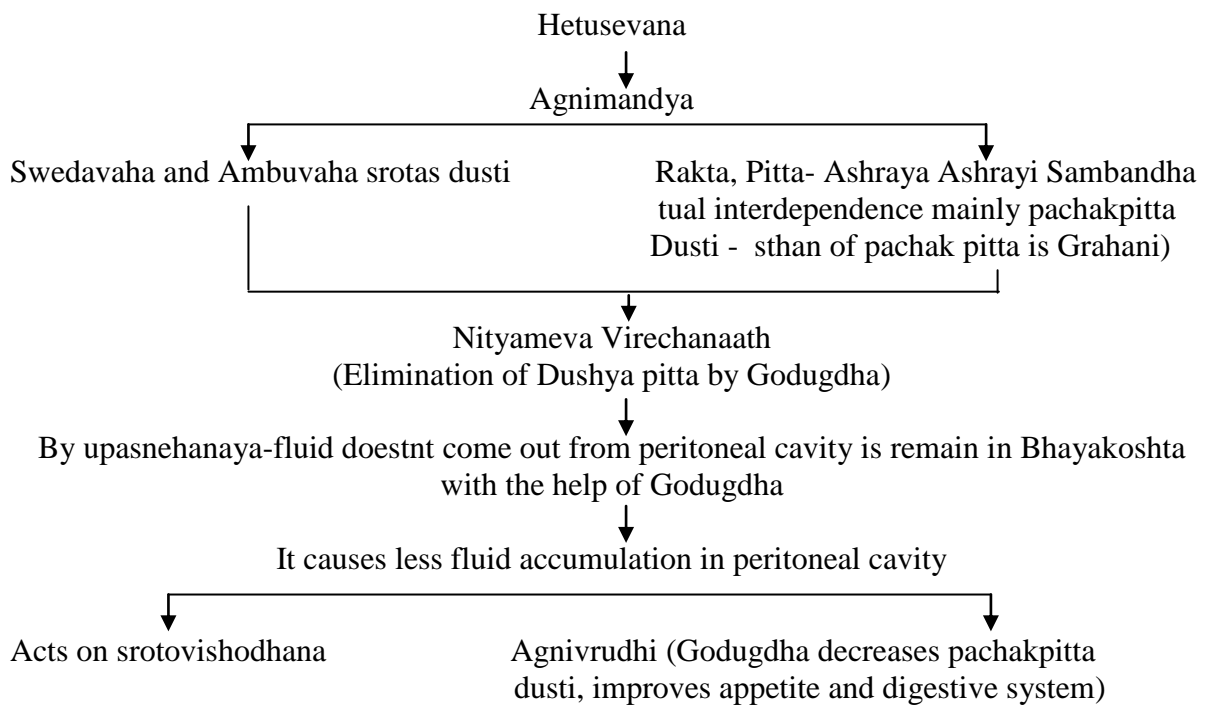 Hetusevana
Agnimandya
Swedavaha and Ambuvaha srotas dusti
Rakta, Pitta- Ashraya Ashrayi Sambandha
tual interdependence mainly pachakpitta
Dusti - sthan of pachak pitta is Grahani)
Nityameva Virechanaath
(Elimination of Dushya pitta by Godugdha)
By upasnehanaya-fluid doestnt come out from peritoneal cavity is remain in Bhayakoshta
with the help of Godugdha
It causes less fluid accumulation in peritoneal cavity
Acts on srotovishodhana
Agnivrudhi (Godugdha decreases pachakpitta
dusti, improves appetite and digestive system)